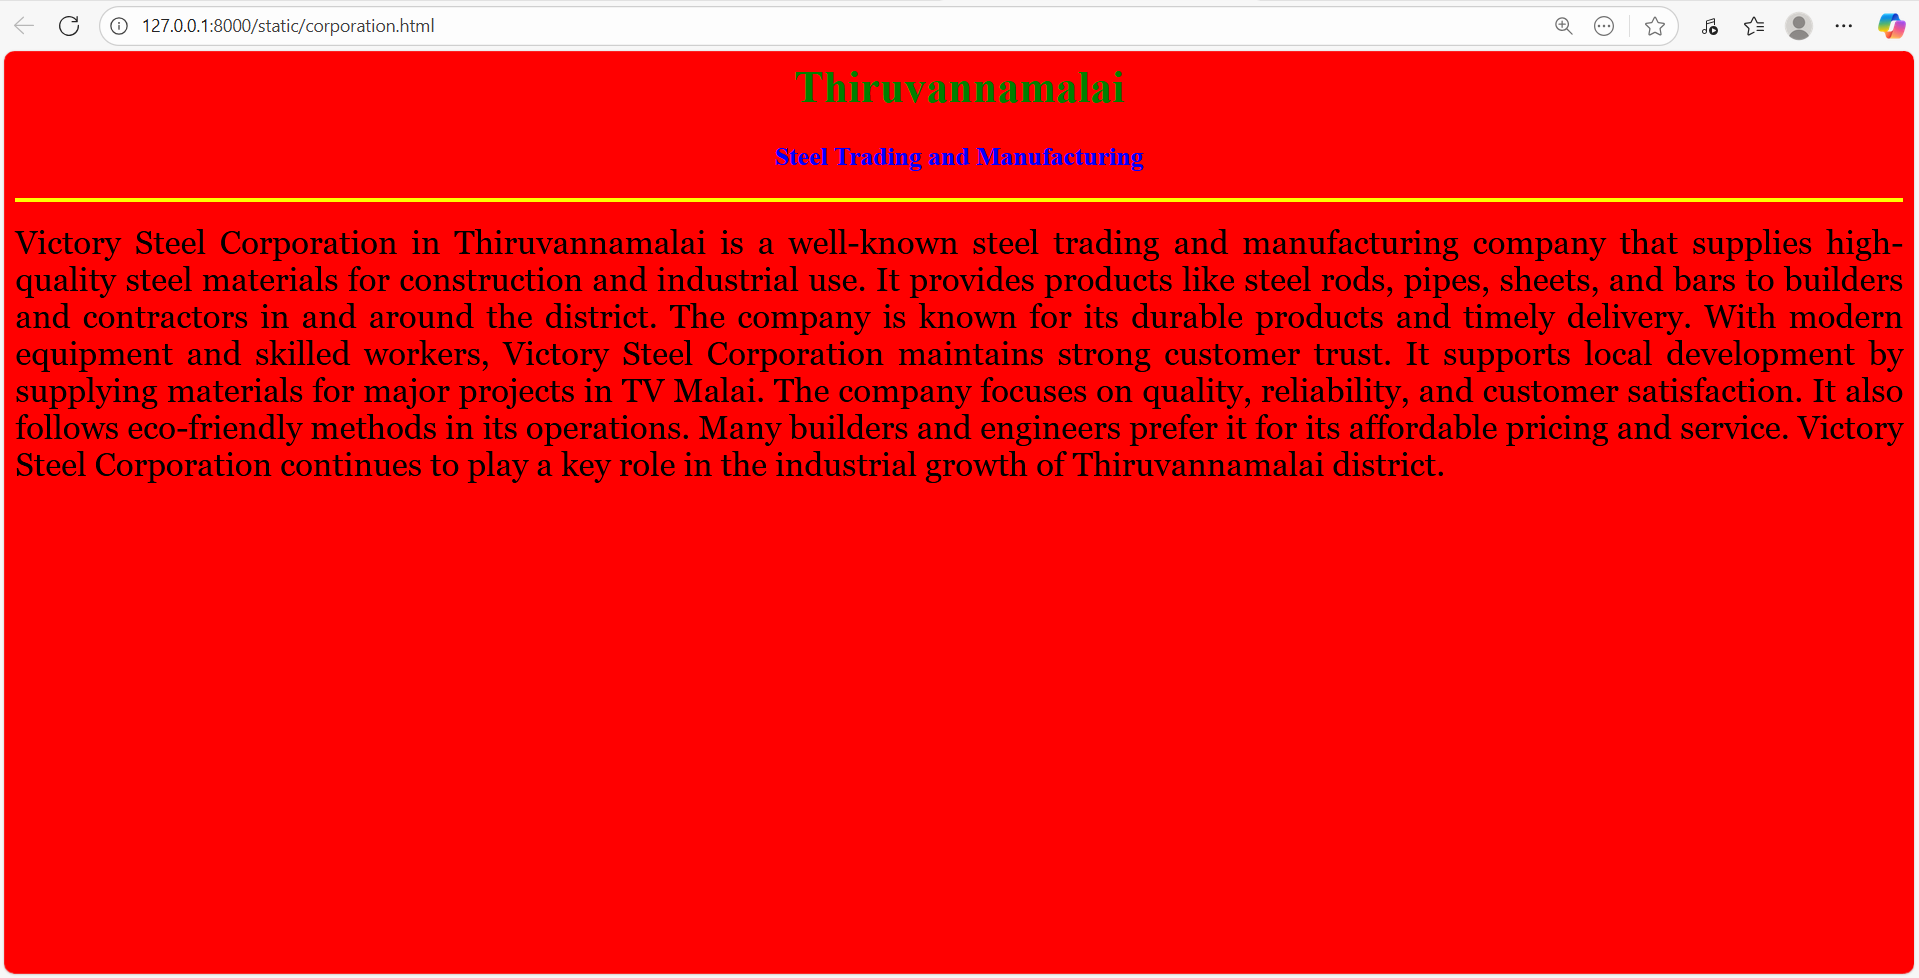 127.0.0.1:8000/static/corporation.html
Thiruvannamalai
Steel Trading and Manufacturing
Victory Steel Corporation in Thiruvannamalai is a well-known steel trading and manufacturing company that supplies high-
quality steel materials for construction and industrial use. It provides products like steel rods, pipes, sheets, and bars to builders
and contractors in and around the district. The company is known for its durable products and timely delivery. With modern
equipment and skilled workers, Victory Steel Corporation maintains strong customer trust. It supports local development by
supplying materials for major projects in TV Malai. The company focuses on quality, reliability, and customer satisfaction. It also
follows eco-friendly methods in its operations. Many builders and engineers prefer it for its affordable pricing and service. Victory
Steel Corporation continues to play a key role in the industrial growth of Thiruvannamalai district.